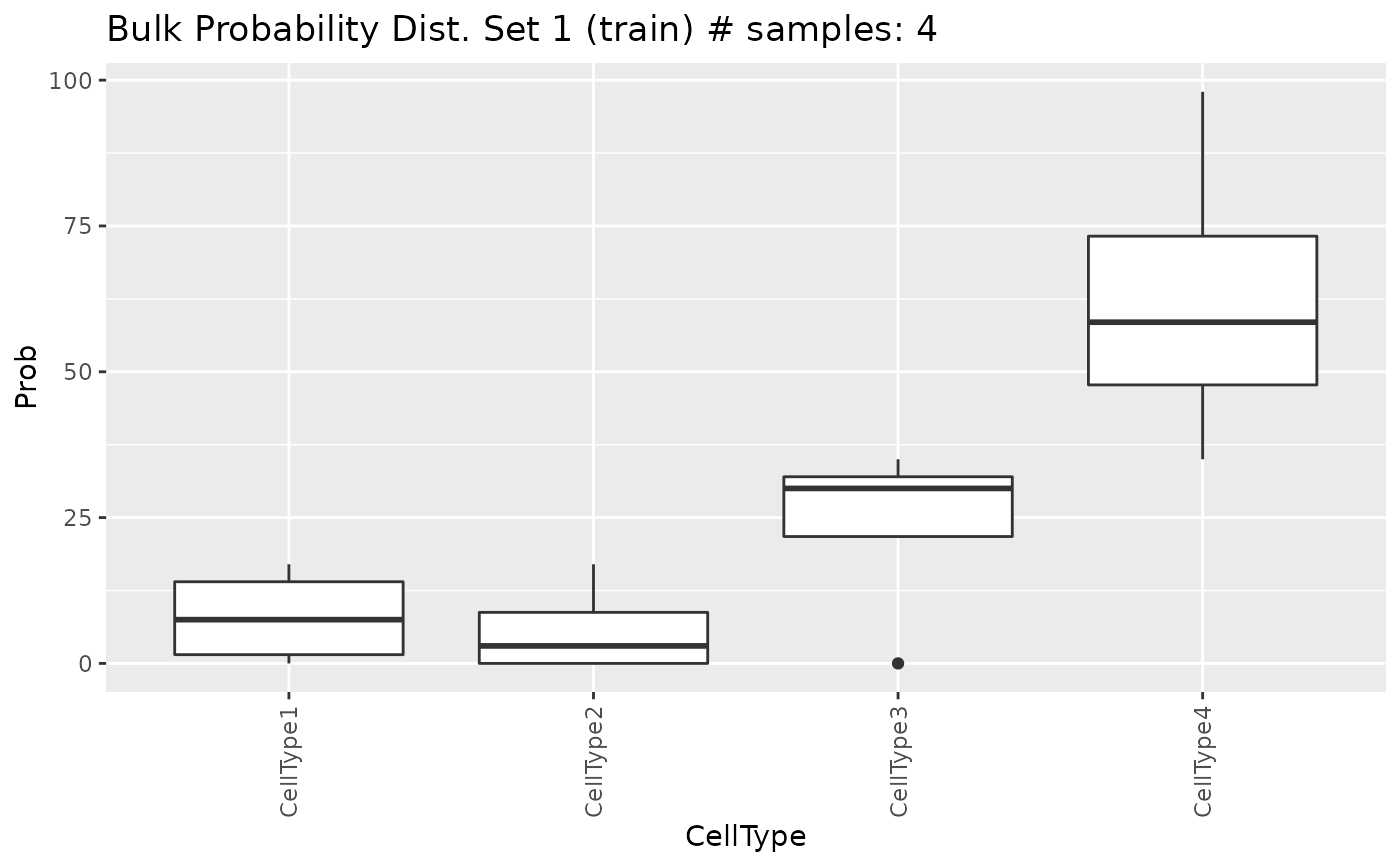 Bulk Probability Dist. Set 1 (train) # samples: 4
100
75
50
25
0
Prob
CellType1
CellType2
CellType3
CellType4
CellType